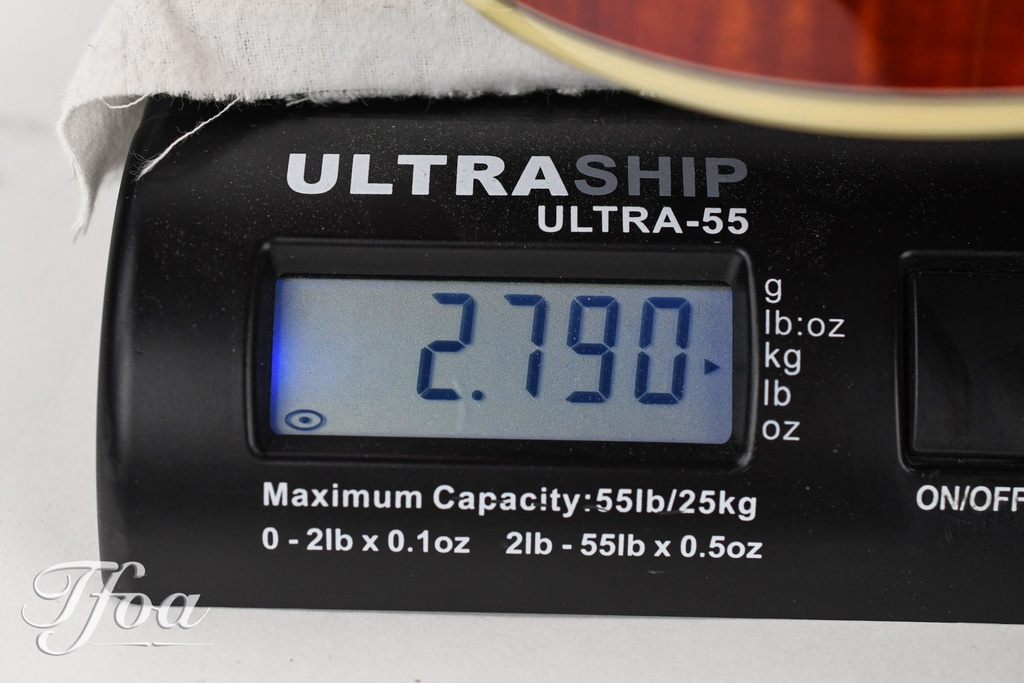 ULTRASHIP
ULTRA-55
2.790
g
lb:oz
kg
lb
oz
Maximum Capacity:55lb/25kg
0 - 2lb x 0.1oz 2lb - 55lb x 0.5oz
ON/OFF
Tfoa